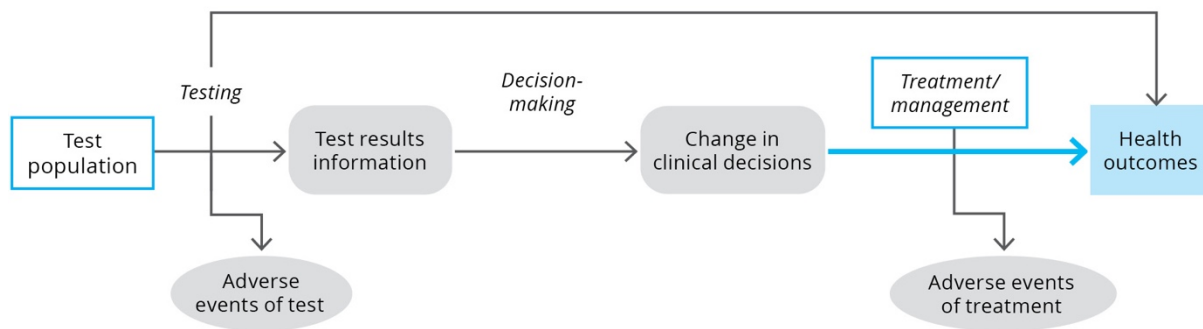 Testing
Decision-
making
Treatment/
management
Test
population
Test results
information
Change in
clinical decisions
Health
outcomes
Adverse
events of test
Adverse events
of treatment